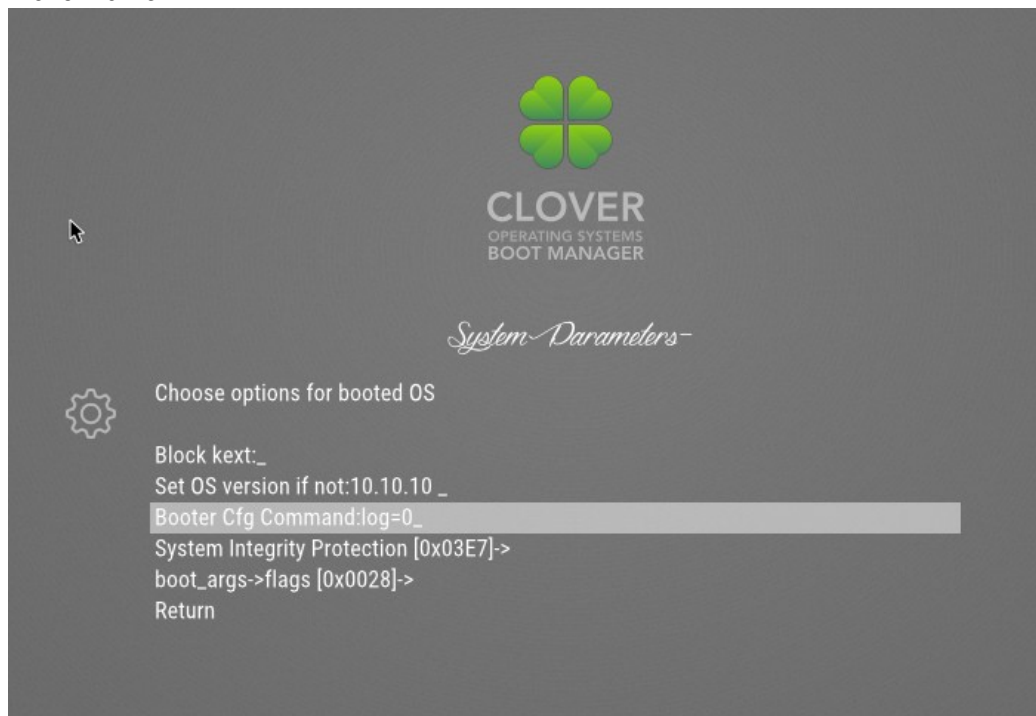 CLOVER
OPERATING SYSTEMS
BOOT MANAGER
System Parameters
Choose options for booted OS
Block kext:_
Set OS version if not:10.10.10 _
Booter Cfg Command:log=0_
System Integrity Protection [0x03E7]->
boot_args->flags [0x0028]->
Return